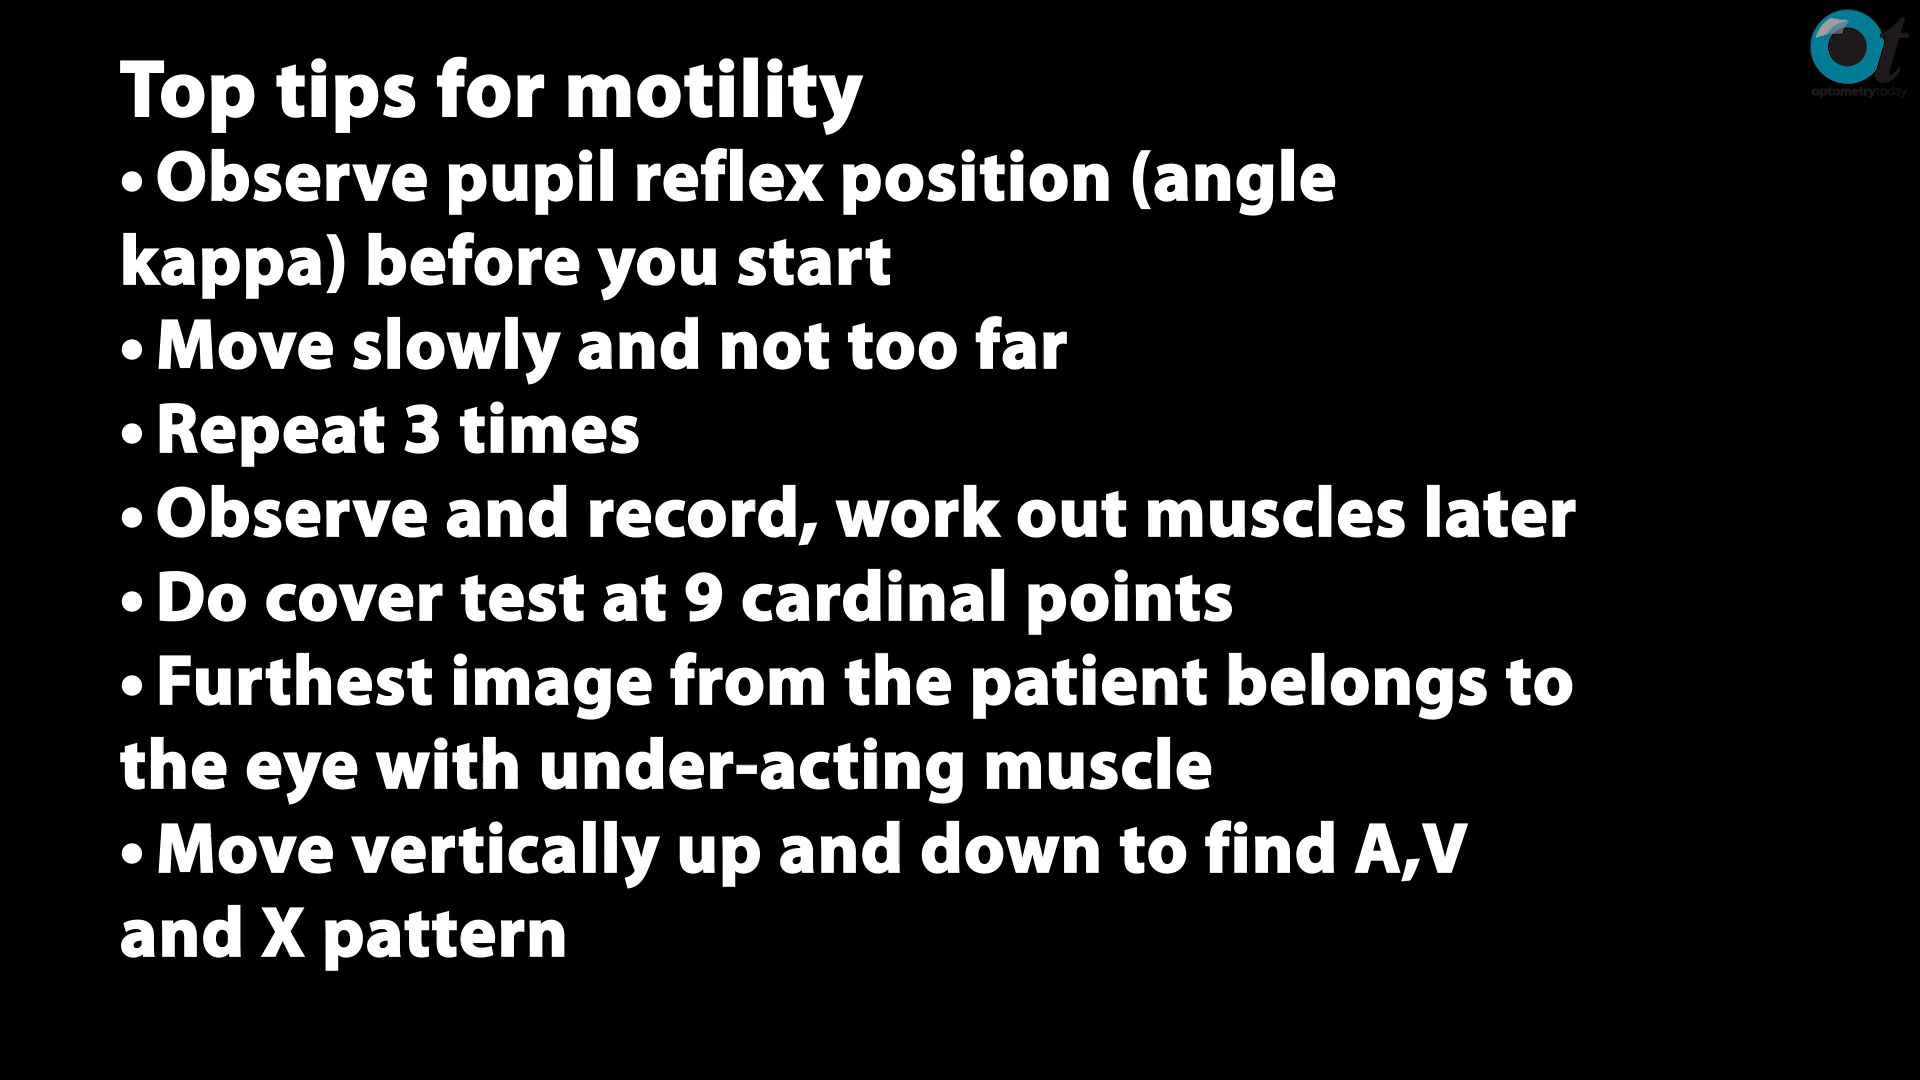 Top tips for motility
• Observe pupil reflex position (angle
kappa) before you start
• Move slowly and not too far
• Repeat 3 times
• Observe and record, work out muscles later
• Do cover test at 9 cardinal points
• Furthest image from the patient belongs to
the eye with under-acting muscle
• Move vertically up and down to find A,V
and X pattern
Ot
optometrytoday